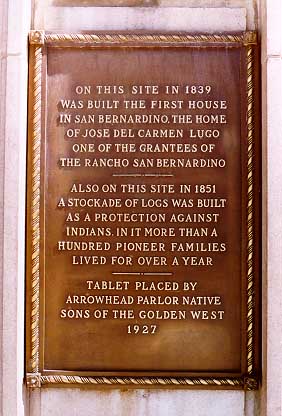 ON THIS SITE IN 1839
WAS BUILT THE FIRST HOUSE
IN SAN BERNARDINO, THE HOME
OF JOSE DEL CARMEN LUGO
ONE OF THE GRANTEES OF
THE RANCHO SAN BERNARDINO
ALSO ON THIS SITE IN 1851
A STOCKADE OF LOGS WAS BUILT
AS A PROTECTION AGAINST
INDIANS. IN IT MORE THAN A
HUNDRED PIONEER FAMILIES
LIVED FOR OVER A YEAR
TABLET PLACED BY
ARROWHEAD PARLOR NATIVE
SONS OF THE GOLDEN WEST
1927